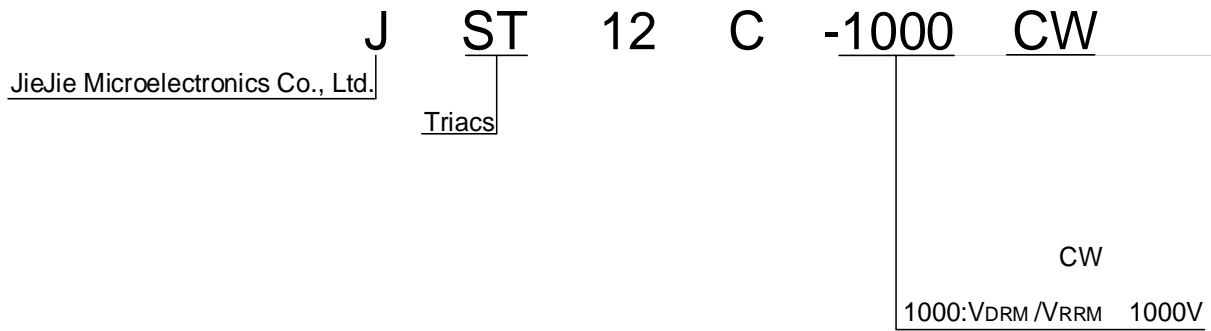 J ST 12 C -1000 CW
JieJie Microelectronics Co., Ltd.
Triacs
CW
1000:VDRM /VRRM 1000V